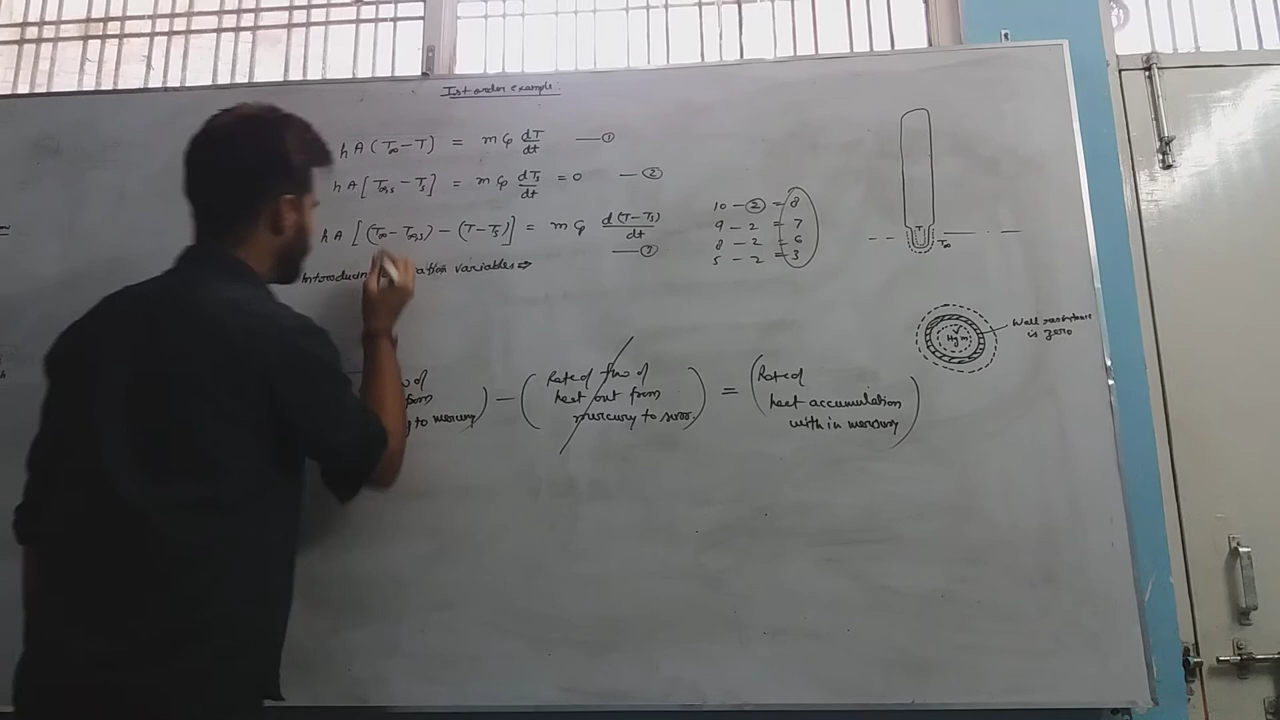 Ist order example:
hA(T∞-T) = mCp dT/dt —①
hA[T∞,s - Ts] = mCp dTs/dt = 0 —②
hA[(T∞-T∞,s) - (T-Ts)] = mCp d(T-Ts)/dt
—③
variables ⇒
10 - ② = 8
9 - 2 = 7
8 - 2 = 6
5 - 2 = 3
T
T∞
Hg m
Wall resistance
is zero
of
from
to mercury) - (Rate of flow of
heat out from
mercury to surr.) = (Rate of
heat accumulation
with in mercury)